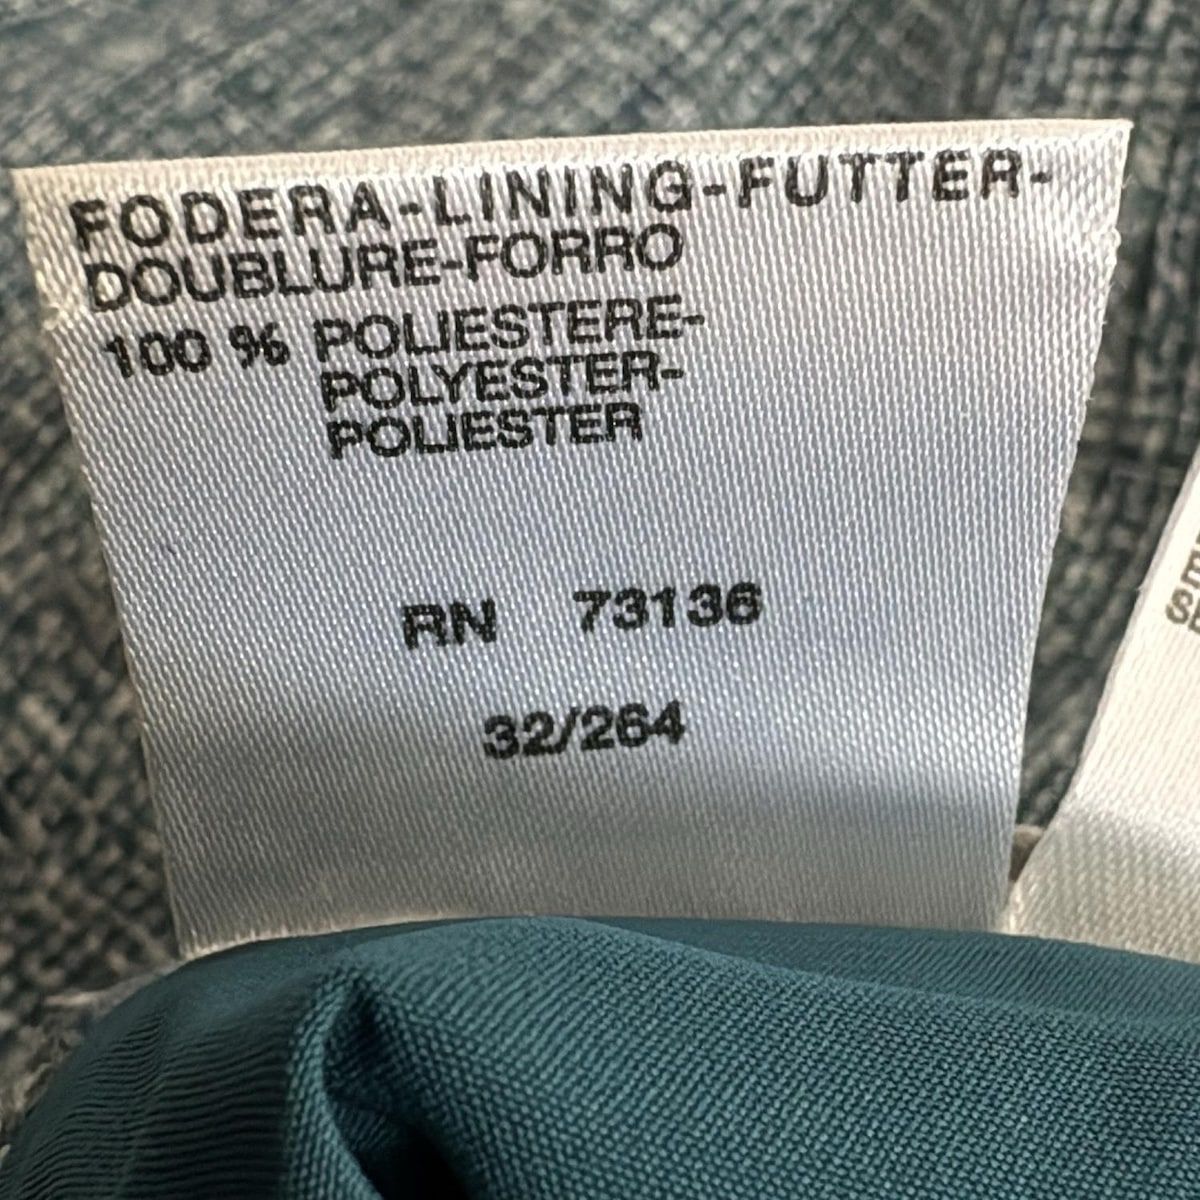 FODERA-LINING-FUTTER-
DOUBLURE-FORRO
100 % POLIESTERE-
POLYESTER-
POLIESTER
RN 73136
32/264